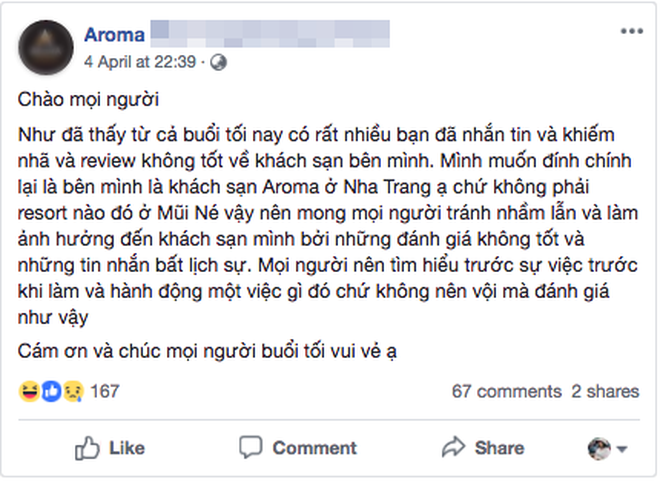 Aroma
4 April at 22:39 ·
Chào mọi người
Như đã thấy từ cả buổi tối nay có rất nhiều bạn đã nhắn tin và khiếm
nhã và review không tốt về khách sạn bên mình. Mình muốn đính chính
lại là bên mình là khách sạn Aroma ở Nha Trang ạ chứ không phải
resort nào đó ở Mũi Né vậy nên mong mọi người tránh nhầm lẫn và làm
ảnh hưởng đến khách sạn mình bởi những đánh giá không tốt và
những tin nhắn bất lịch sự. Mọi người nên tìm hiểu trước sự việc trước
khi làm và hành động một việc gì đó chứ không nên vội mà đánh giá
như vậy
Cám ơn và chúc mọi người buổi tối vui vẻ ạ
167 67 comments 2 shares
Like Comment Share